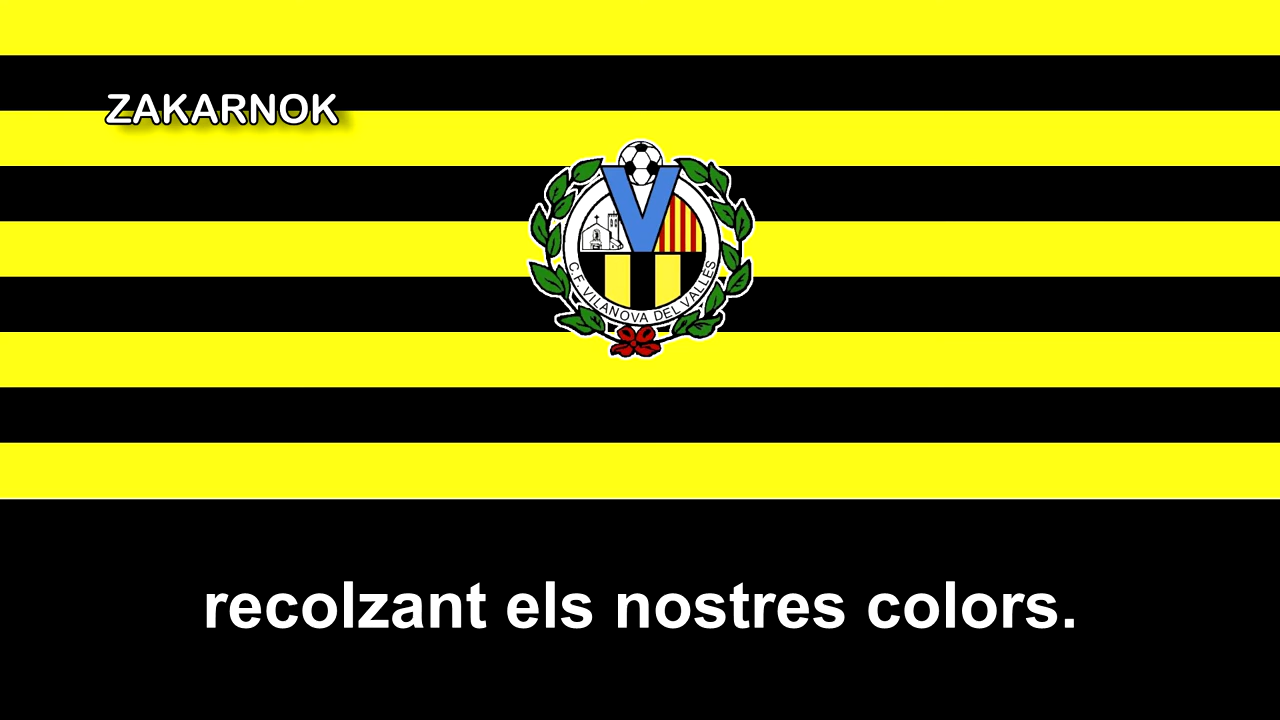 ZAKARNOK
V
C.F. VILANOVA DEL VALLÈS
recolzant els nostres colors.